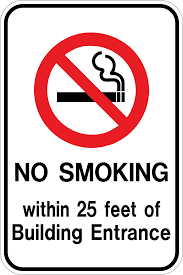 NO SMOKING
within 25 feet of
Building Entrance